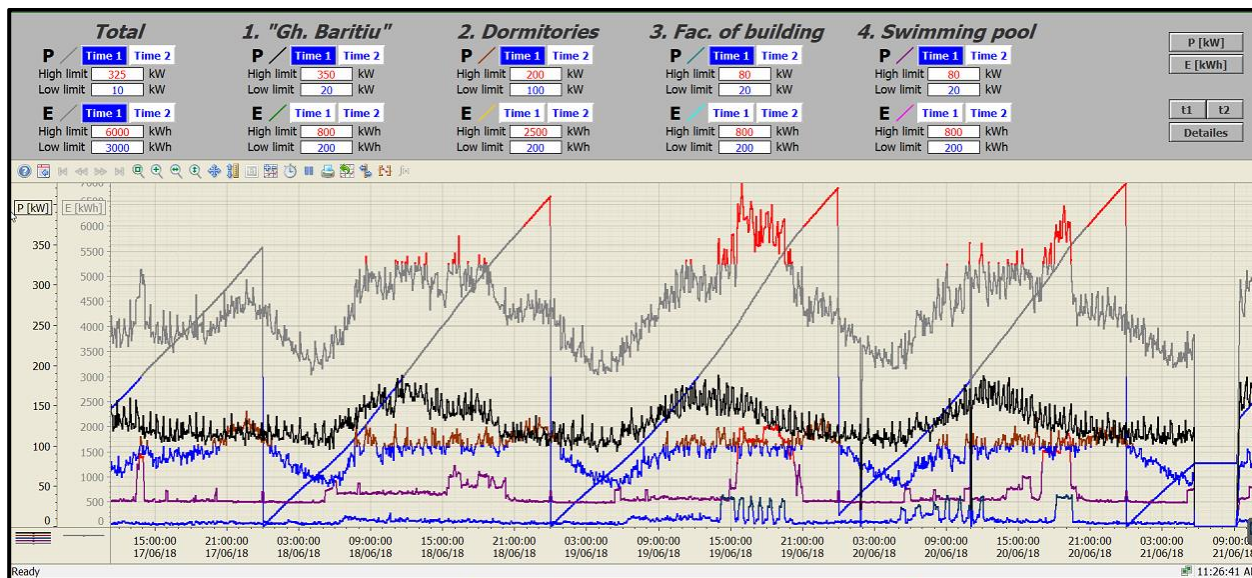 Total 1. "Gh. Baritiu" 2. Dormitories 3. Fac. of building 4. Swimming pool
P Time 1 Time 2 P Time 1 Time 2 P Time 1 Time 2 P Time 1 Time 2 P Time 1 Time 2 P [kW]
High limit 325 kW High limit 350 kW High limit 200 kW High limit 80 kW High limit 80 kW E [kWh]
Low limit 10 kW Low limit 20 kW Low limit 100 kW Low limit 20 kW Low limit 20 kW
E Time 1 Time 2 E Time 1 Time 2 E Time 1 Time 2 E Time 1 Time 2 E Time 1 Time 2 t1 t2
High limit 6000 kWh High limit 800 kWh High limit 2500 kWh High limit 800 kWh High limit 800 kWh Detailes
Low limit 3000 kWh Low limit 200 kWh Low limit 200 kWh Low limit 200 kWh Low limit 200 kWh
7000
P [kW] E [kWh]
6000
350 5500
300 5000
4500
250 4000
3500
200 3000
150 2500
2000
100 1500
50 1000
500
0 0
15:00:00 21:00:00 03:00:00 09:00:00 15:00:00 21:00:00 03:00:00 09:00:00 15:00:00 21:00:00 03:00:00 09:00:00 15:00:00 21:00:00 03:00:00 09:00:0
17/06/18 17/06/18 18/06/18 18/06/18 18/06/18 18/06/18 19/06/18 19/06/18 19/06/18 19/06/18 20/06/18 20/06/18 20/06/18 20/06/18 21/06/18 21/06/1
Ready 11:26:41 A